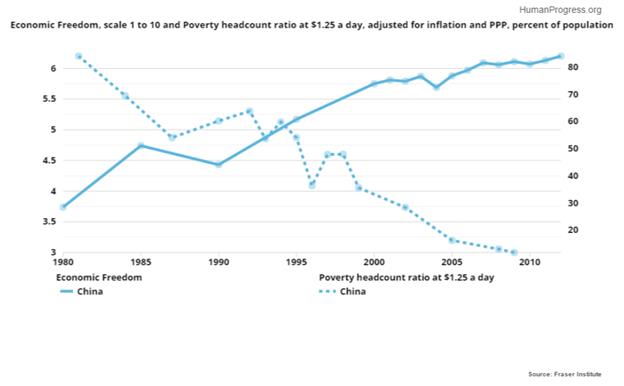 HumanProgress.org
Economic Freedom, scale 1 to 10 and Poverty headcount ratio at $1.25 a day, adjusted for inflation and PPP, percent of population
6
5.5
5
4.5
4
3.5
3
80
70
60
50
40
30
20
1980 1985 1990 1995 2000 2005 2010
Economic Freedom
China
Poverty headcount ratio at $1.25 a day
China
Source: Fraser Institute